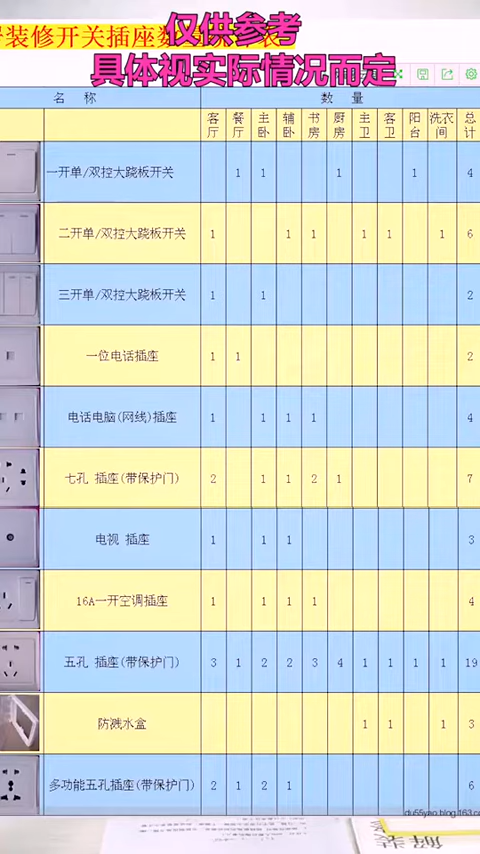 仅供参考
装修开关插座数
具体视实际情况而定
名 称 数 量
客厅 餐厅 主卧 辅卧 书房 厨房 主卫 客卫 阳台 洗衣间 总计
一开单/双控大跷板开关 1 1 1 1 4
二开单/双控大跷板开关 1 1 1 1 1 1 6
三开单/双控大跷板开关 1 1 2
一位电话插座 1 1 2
电话电脑(网线)插座 1 1 1 1 4
七孔 插座(带保护门) 2 1 1 2 1 7
电视 插座 1 1 1 3
16A一开空调插座 1 1 1 1 4
五孔 插座(带保护门) 3 1 2 2 3 4 1 1 1 1 19
防溅水盒 1 1 1 3
多功能五孔插座(带保护门) 2 1 2 1 6
du55yao.blog.163.c
解装